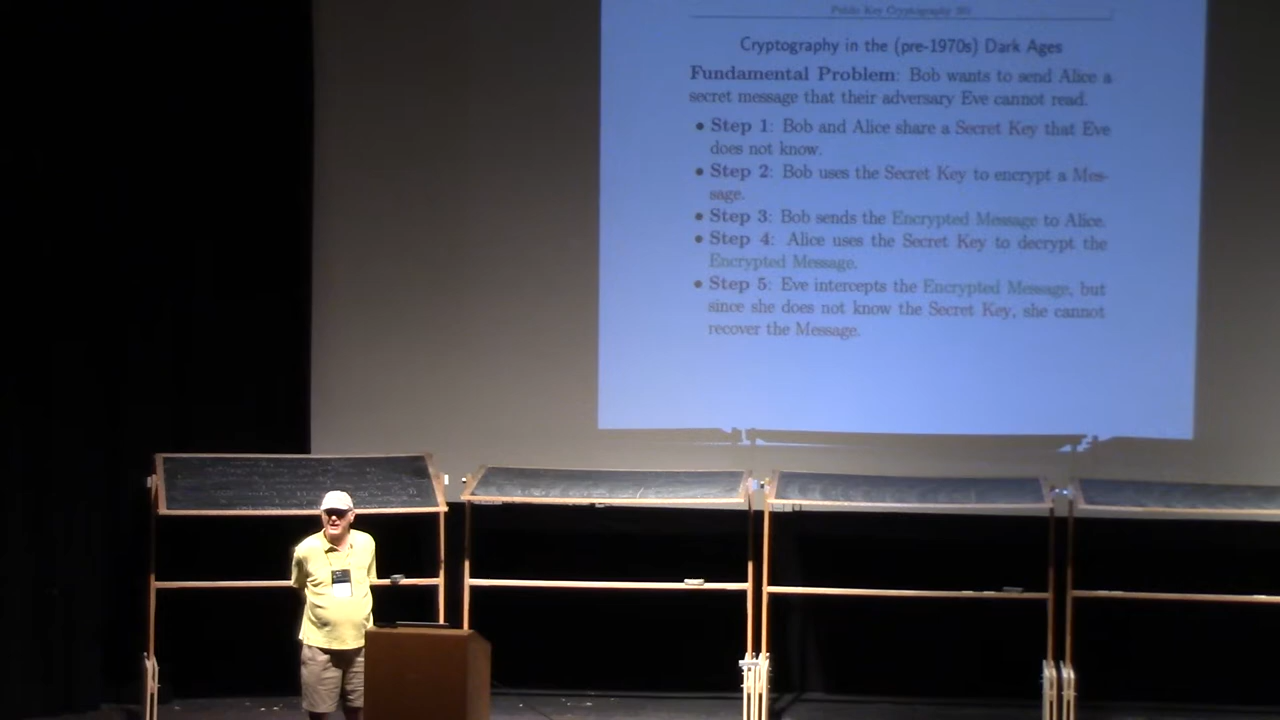 Public Key Cryptography 101
Cryptography in the (pre-1970s) Dark Ages
Fundamental Problem: Bob wants to send Alice a
secret message that their adversary Eve cannot read.
• Step 1: Bob and Alice share a Secret Key that Eve
does not know.
• Step 2: Bob uses the Secret Key to encrypt a Mes-
sage.
• Step 3: Bob sends the Encrypted Message to Alice.
• Step 4: Alice uses the Secret Key to decrypt the
Encrypted Message.
• Step 5: Eve intercepts the Encrypted Message, but
since she does not know the Secret Key, she cannot
recover the Message.